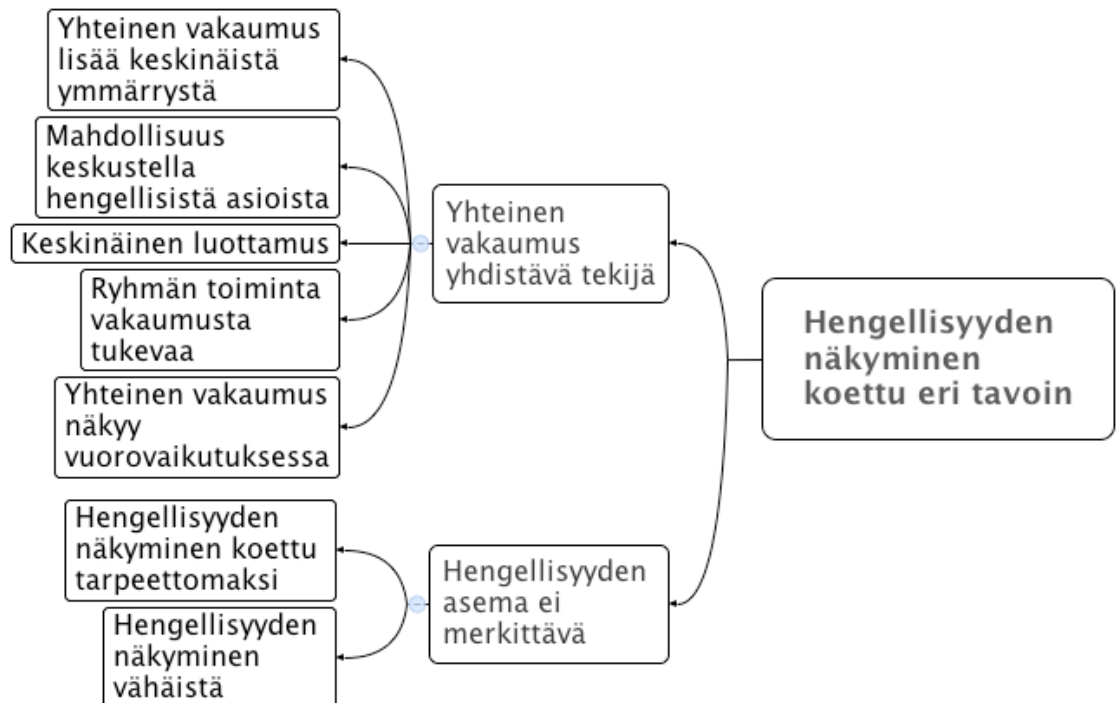 Yhteinen vakaumus
lisää keskinäistä
ymmärrystä
Mahdollisuus
keskustella
hengellisistä asioista
Keskinäinen luottamus
Ryhmän toiminta
vakaumusta
tukevaa
Yhteinen vakaumus
näkyy
vuorovaikutuksessa
Hengellisyyden
näkyminen koettu
tarpeettomaksi
Hengellisyyden
näkyminen
vähäistä
Yhteinen
vakaumus
yhdistävä tekijä
Hengellisyyden
asema ei
merkittävä
Hengellisyyden
näkyminen
koettu eri tavoin